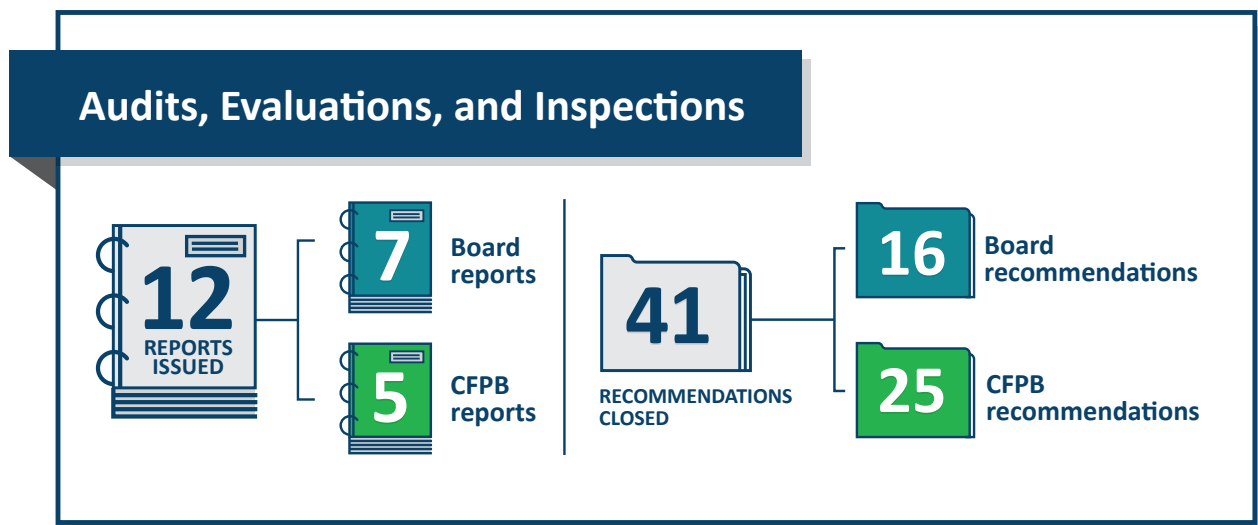 Audits, Evaluations, and Inspections
12
REPORTS
ISSUED
7
Board
reports
5
CFPB
reports
41
RECOMMENDATIONS
CLOSED
16
Board
recommendations
25
CFPB
recommendations